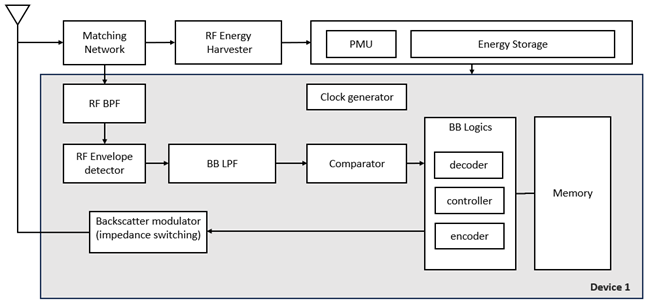 Matching
Network
RF Energy
Harvester
PMU
Energy Storage
RF BPF
Clock generator
RF Envelope
detector
BB LPF
Comparator
BB Logics
decoder
controller
encoder
Memory
Backscatter modulator
(impedance switching)
Device 1